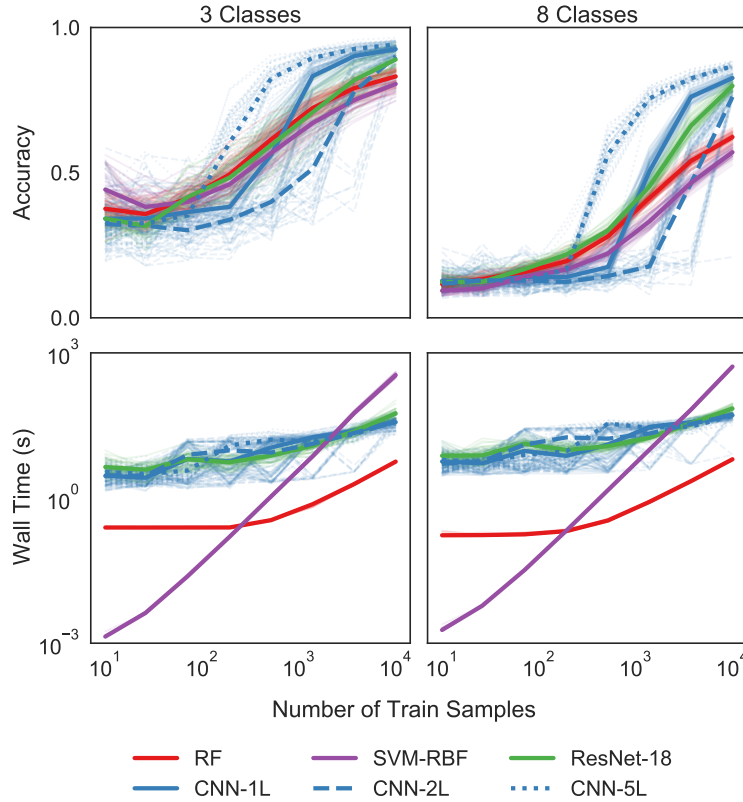 3 Classes 8 Classes
1.0
0.5
0.0
Accuracy
10^3
10^0
10^-3
Wall Time (s)
10^1 10^2 10^3 10^4 10^1 10^2 10^3 10^4
Number of Train Samples
RF SVM-RBF ResNet-18
CNN-1L CNN-2L CNN-5L